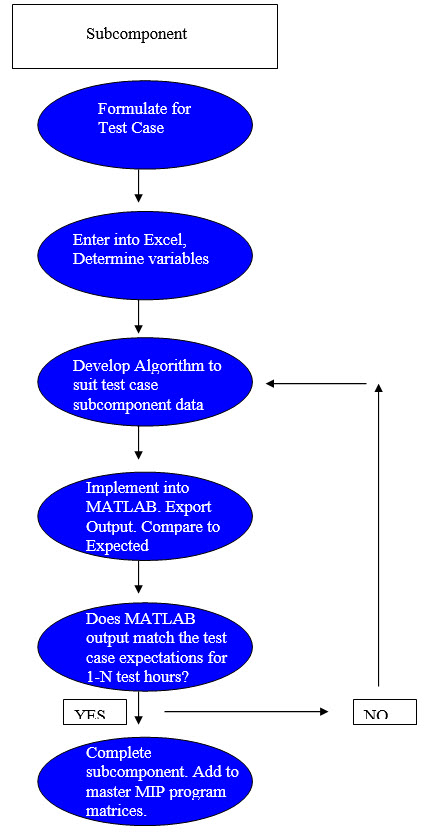 Subcomponent
Formulate for
Test Case
Enter into Excel,
Determine variables
Develop Algorithm to
suit test case
subcomponent data
Implement into
MATLAB. Export
Output. Compare to
Expected
Does MATLAB
output match the test
case expectations for
1-N test hours?
YES
NO
Complete
subcomponent. Add to
master MIP program
matrices.